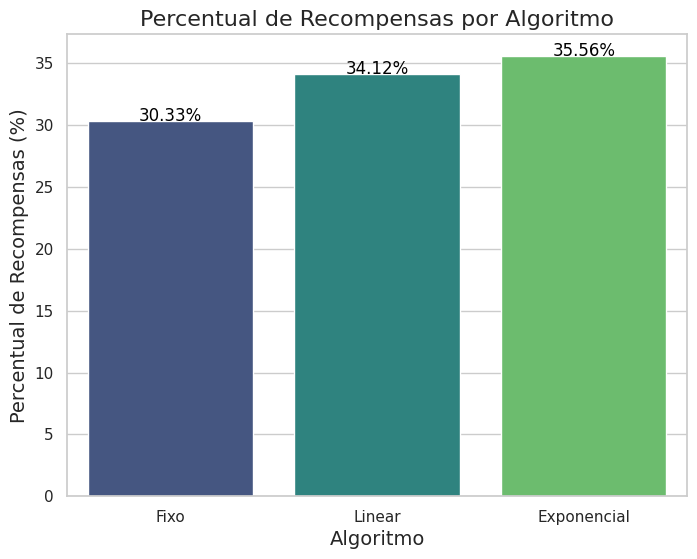 Percentual de Recompensas por Algoritmo
Percentual de Recompensas (%)
35
30
25
20
15
10
5
0
30.33%
34.12%
35.56%
Fixo
Linear
Exponencial
Algoritmo